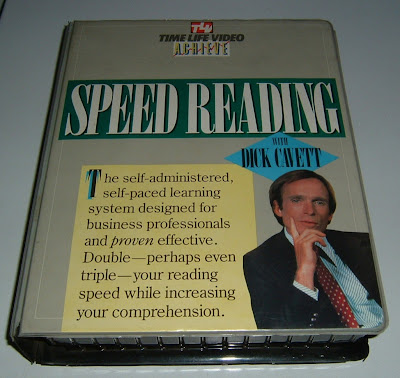 TLV
TIME LIFE VIDEO
ACHIEVE
SPEED READING
WITH
DICK CAVETT
The self-administered,
self-paced learning
system designed for
business professionals
and proven effective.
Double—perhaps even
triple—your reading
speed while increasing
your comprehension.